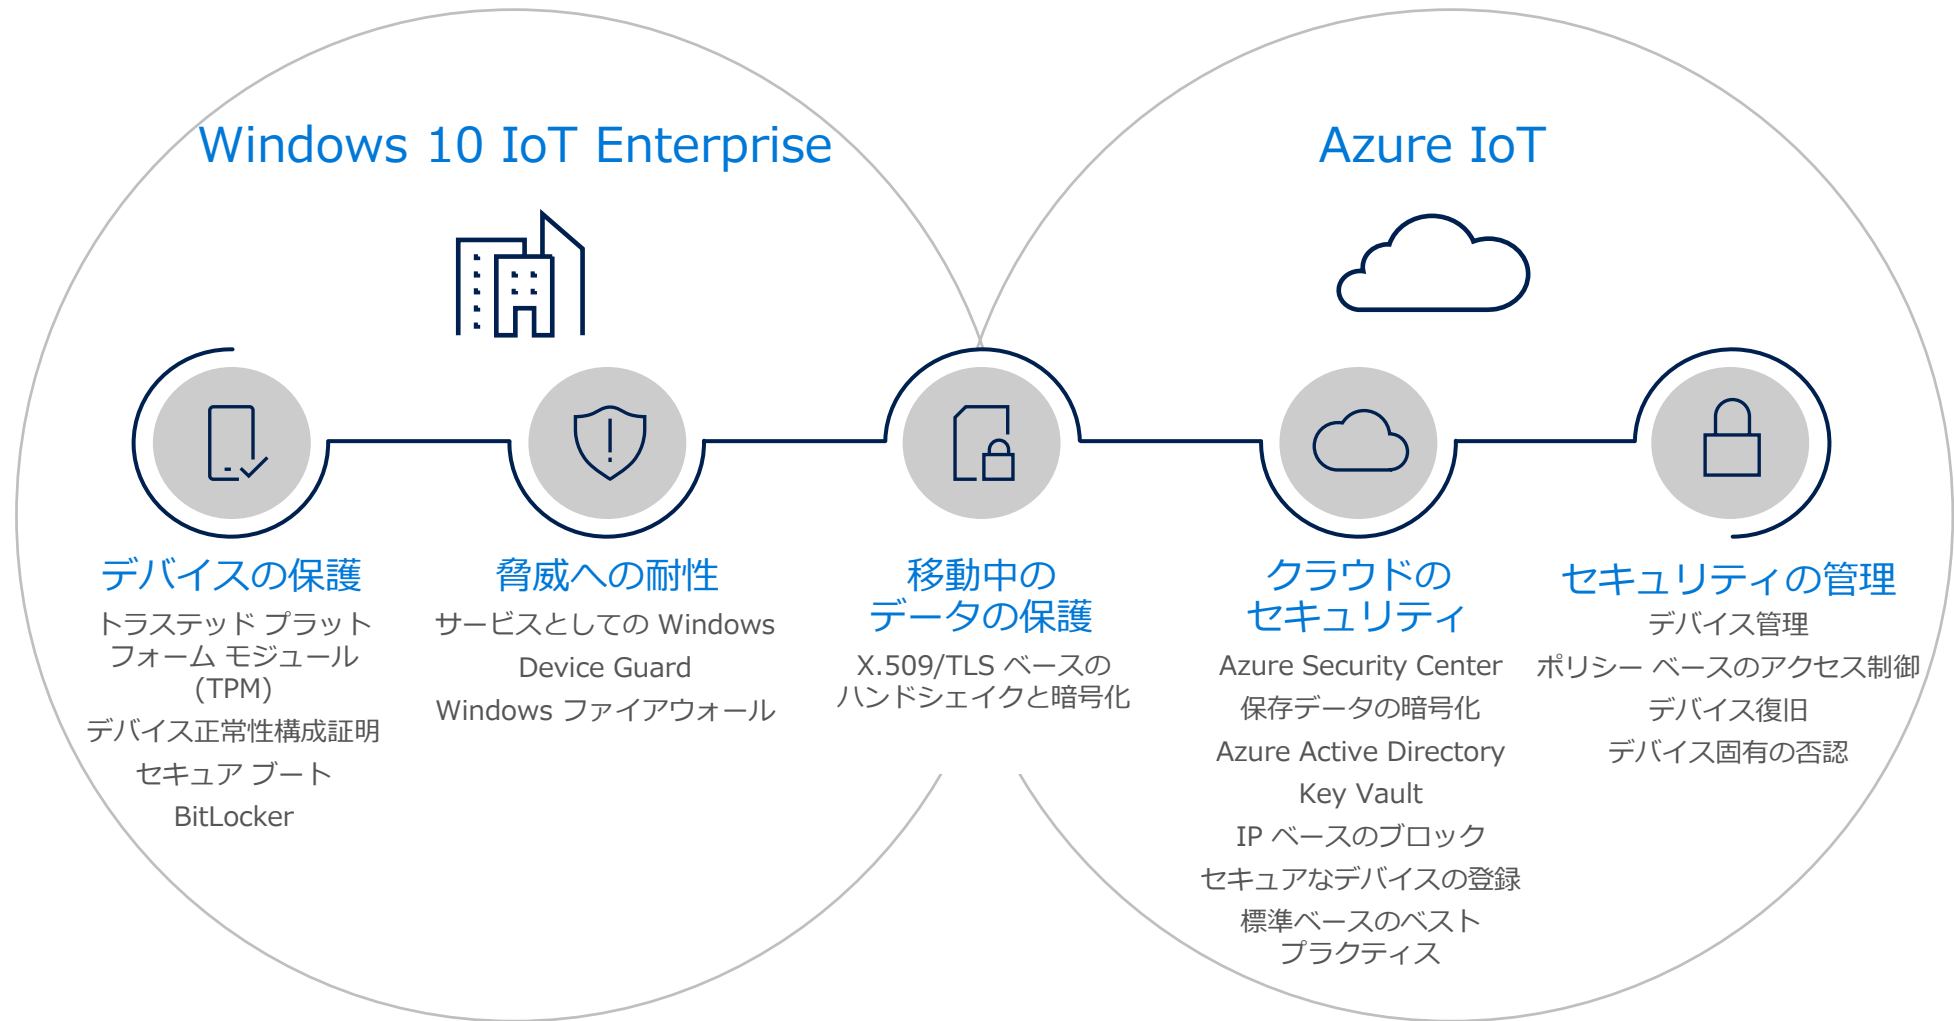 Windows 10 IoT Enterprise
Azure IoT
デバイスの保護
トラステッド プラット
フォーム モジュール
(TPM)
デバイス正常性構成証明
セキュア ブート
BitLocker
脅威への耐性
サービスとしての Windows
Device Guard
Windows ファイアウォール
移動中の
データの保護
X.509/TLS ベースの
ハンドシェイクと暗号化
クラウドの
セキュリティ
Azure Security Center
保存データの暗号化
Azure Active Directory
Key Vault
IP ベースのブロック
セキュアなデバイスの登録
標準ベースのベスト
プラクティス
セキュリティの管理
デバイス管理
ポリシー ベースのアクセス制御
デバイス復旧
デバイス固有の否認